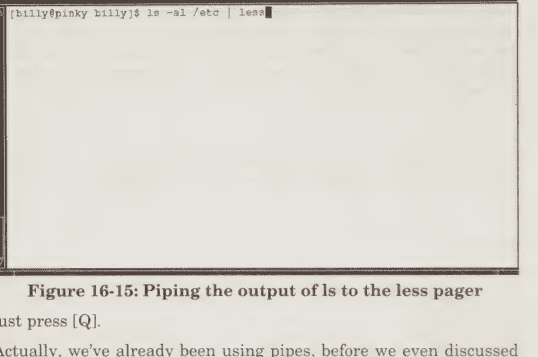 [billy@pinky billy]$ ls -al /etc | less
Figure 16-15: Piping the output of ls to the less pager
ust press [Q].
Actually, we've already been using pipes, before we even discussed